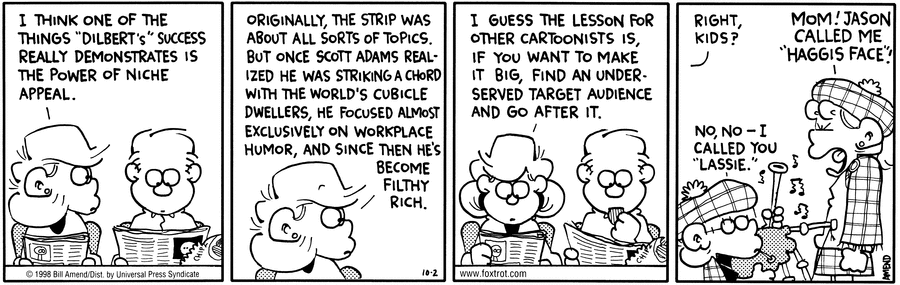 I THINK ONE OF THE
THINGS "DILBERT'S" SUCCESS
REALLY DEMONSTRATES IS
THE POWER OF NICHE
APPEAL.
CHIPS
© 1998 Bill Amend/Dist. by Universal Press Syndicate
ORIGINALLY, THE STRIP WAS
ABOUT ALL SORTS OF TOPICS.
BUT ONCE SCOTT ADAMS REAL-
IZED HE WAS STRIKING A CHORD
WITH THE WORLD'S CUBICLE
DWELLERS, HE FOCUSED ALMOST
EXCLUSIVELY ON WORKPLACE
HUMOR, AND SINCE THEN HE'S
BECOME
FILTHY
RICH.
10-2
I GUESS THE LESSON FOR
OTHER CARTOONISTS IS,
IF YOU WANT TO MAKE
IT BIG, FIND AN UNDER-
SERVED TARGET AUDIENCE
AND GO AFTER IT.
CHIPS
www.foxtrot.com
RIGHT,
KIDS?
MOM! JASON
CALLED ME
"HAGGIS FACE"!
NO, NO – I
CALLED YOU
"LASSIE."
AMEND